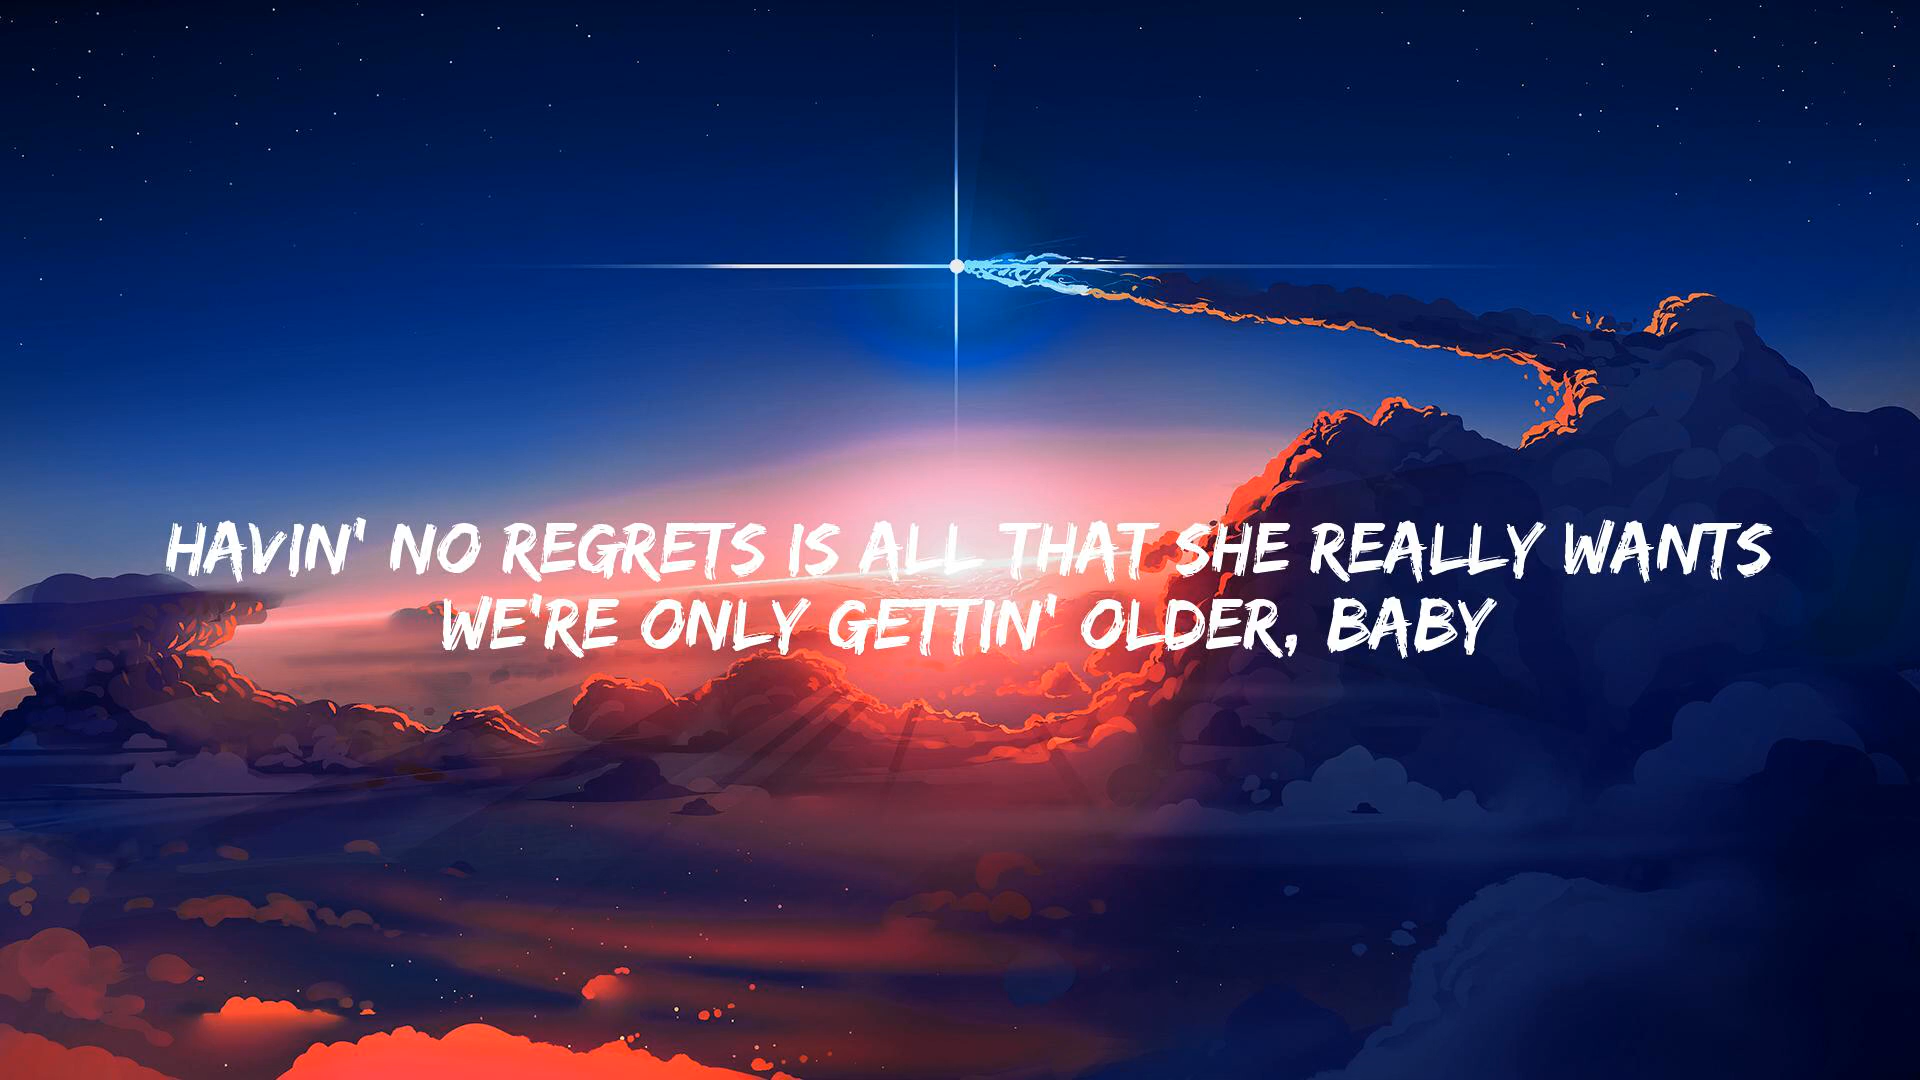 HAVIN' NO REGRETS IS ALL THAT SHE REALLY WANTS
WE'RE ONLY GETTIN' OLDER, BABY